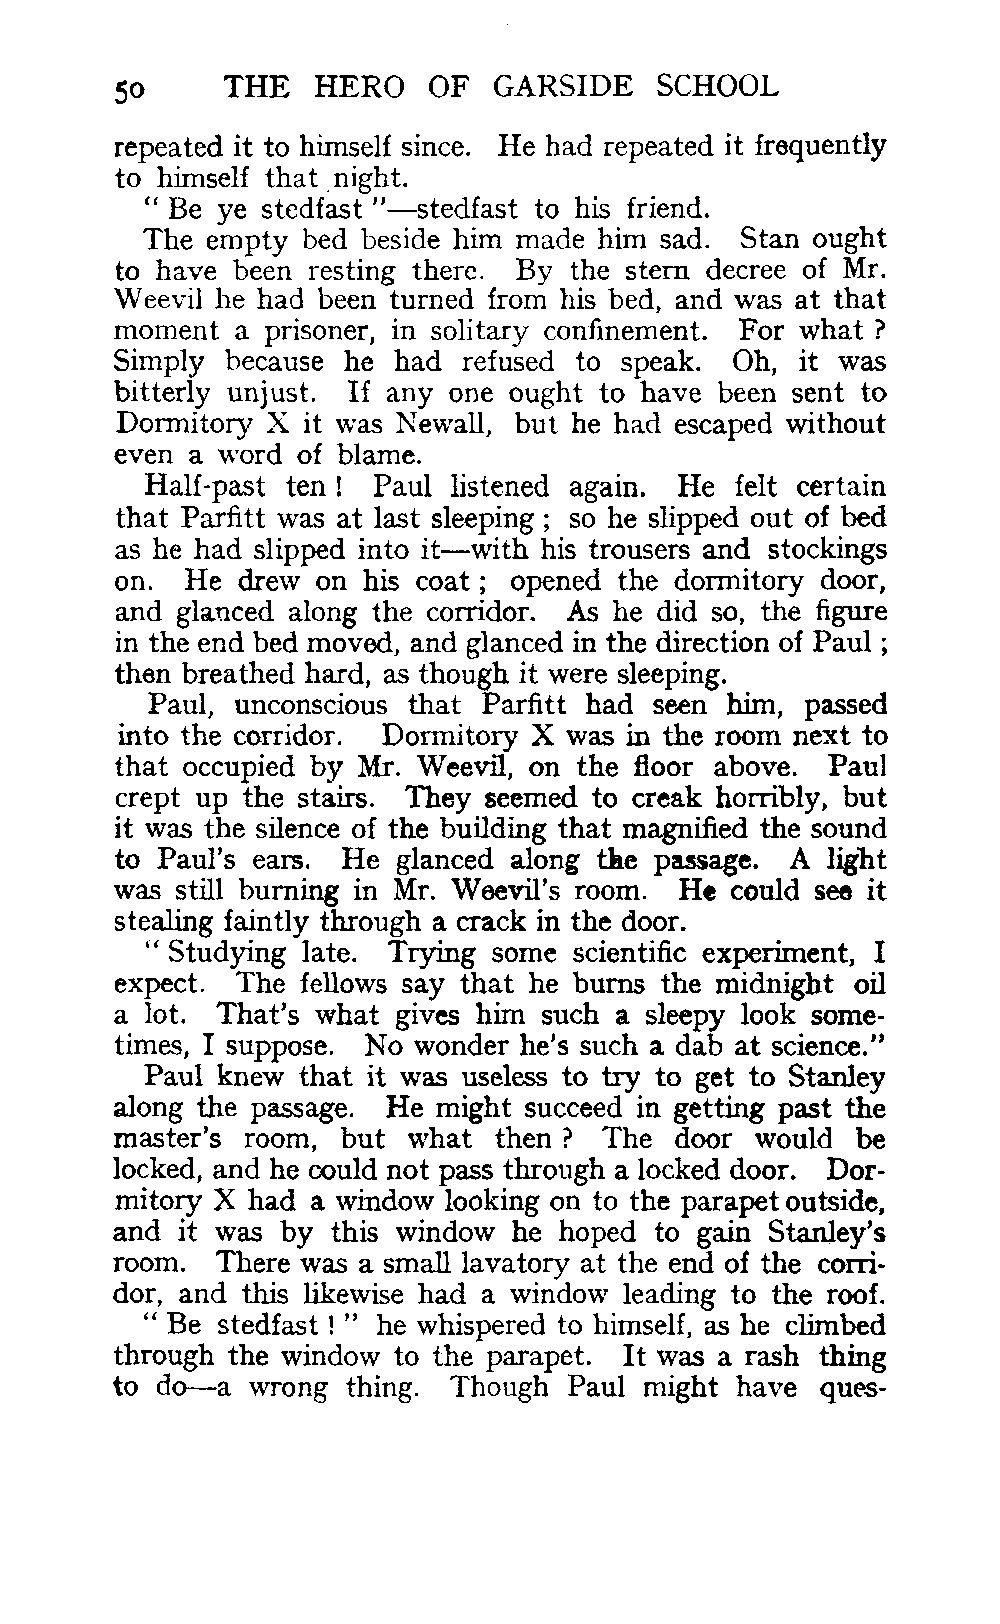 50 THE HERO OF GARSIDE SCHOOL
repeated it to himself since. He had repeated it frequently
to himself that night.
“ Be ye stedfast ”—stedfast to his friend.
The empty bed beside him made him sad. Stan ought
to have been resting there. By the stern decree of Mr.
Weevil he had been turned from his bed, and was at that
moment a prisoner, in solitary confinement. For what ?
Simply because he had refused to speak. Oh, it was
bitterly unjust. If any one ought to have been sent to
Dormitory X it was Newall, but he had escaped without
even a word of blame.
Half-past ten ! Paul listened again. He felt certain
that Parfitt was at last sleeping ; so he slipped out of bed
as he had slipped into it—with his trousers and stockings
on. He drew on his coat ; opened the dormitory door,
and glanced along the corridor. As he did so, the figure
in the end bed moved, and glanced in the direction of Paul ;
then breathed hard, as though it were sleeping.
Paul, unconscious that Parfitt had seen him, passed
into the corridor. Dormitory X was in the room next to
that occupied by Mr. Weevil, on the floor above. Paul
crept up the stairs. They seemed to creak horribly, but
it was the silence of the building that magnified the sound
to Paul's ears. He glanced along the passage. A light
was still burning in Mr. Weevil's room. He could see it
stealing faintly through a crack in the door.
“ Studying late. Trying some scientific experiment, I
expect. The fellows say that he burns the midnight oil
a lot. That's what gives him such a sleepy look some-
times, I suppose. No wonder he's such a dab at science.”
Paul knew that it was useless to try to get to Stanley
along the passage. He might succeed in getting past the
master's room, but what then ? The door would be
locked, and he could not pass through a locked door. Dor-
mitory X had a window looking on to the parapet outside,
and it was by this window he hoped to gain Stanley's
room. There was a small lavatory at the end of the corri-
dor, and this likewise had a window leading to the roof.
“ Be stedfast ! ” he whispered to himself, as he climbed
through the window to the parapet. It was a rash thing
to do—a wrong thing. Though Paul might have ques-